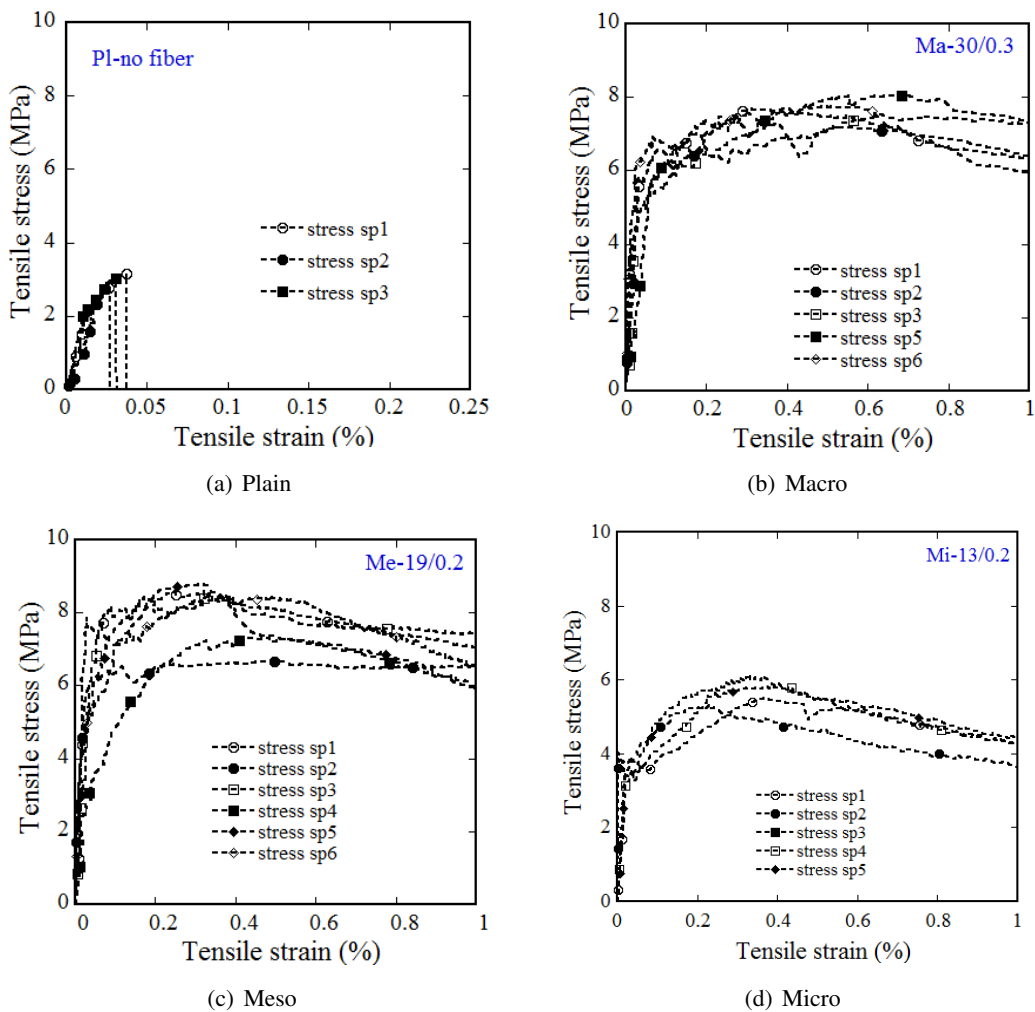 10
8
6
4
2
0
Tensile stress (MPa)
Pl-no fiber
stress sp1
stress sp2
stress sp3
0 0.05 0.1 0.15 0.2 0.25
Tensile strain (%)
(a) Plain
10
8
6
4
2
0
Tensile stress (MPa)
Ma-30/0.3
stress sp1
stress sp2
stress sp3
stress sp5
stress sp6
0 0.2 0.4 0.6 0.8 1
Tensile strain (%)
(b) Macro
10
8
6
4
2
0
Tensile stress (MPa)
Me-19/0.2
stress sp1
stress sp2
stress sp3
stress sp4
stress sp5
stress sp6
0 0.2 0.4 0.6 0.8 1
Tensile strain (%)
(c) Meso
10
8
6
4
2
0
Tensile stress (MPa)
Mi-13/0.2
stress sp1
stress sp2
stress sp3
stress sp4
stress sp5
0 0.2 0.4 0.6 0.8 1
Tensile strain (%)
(d) Micro